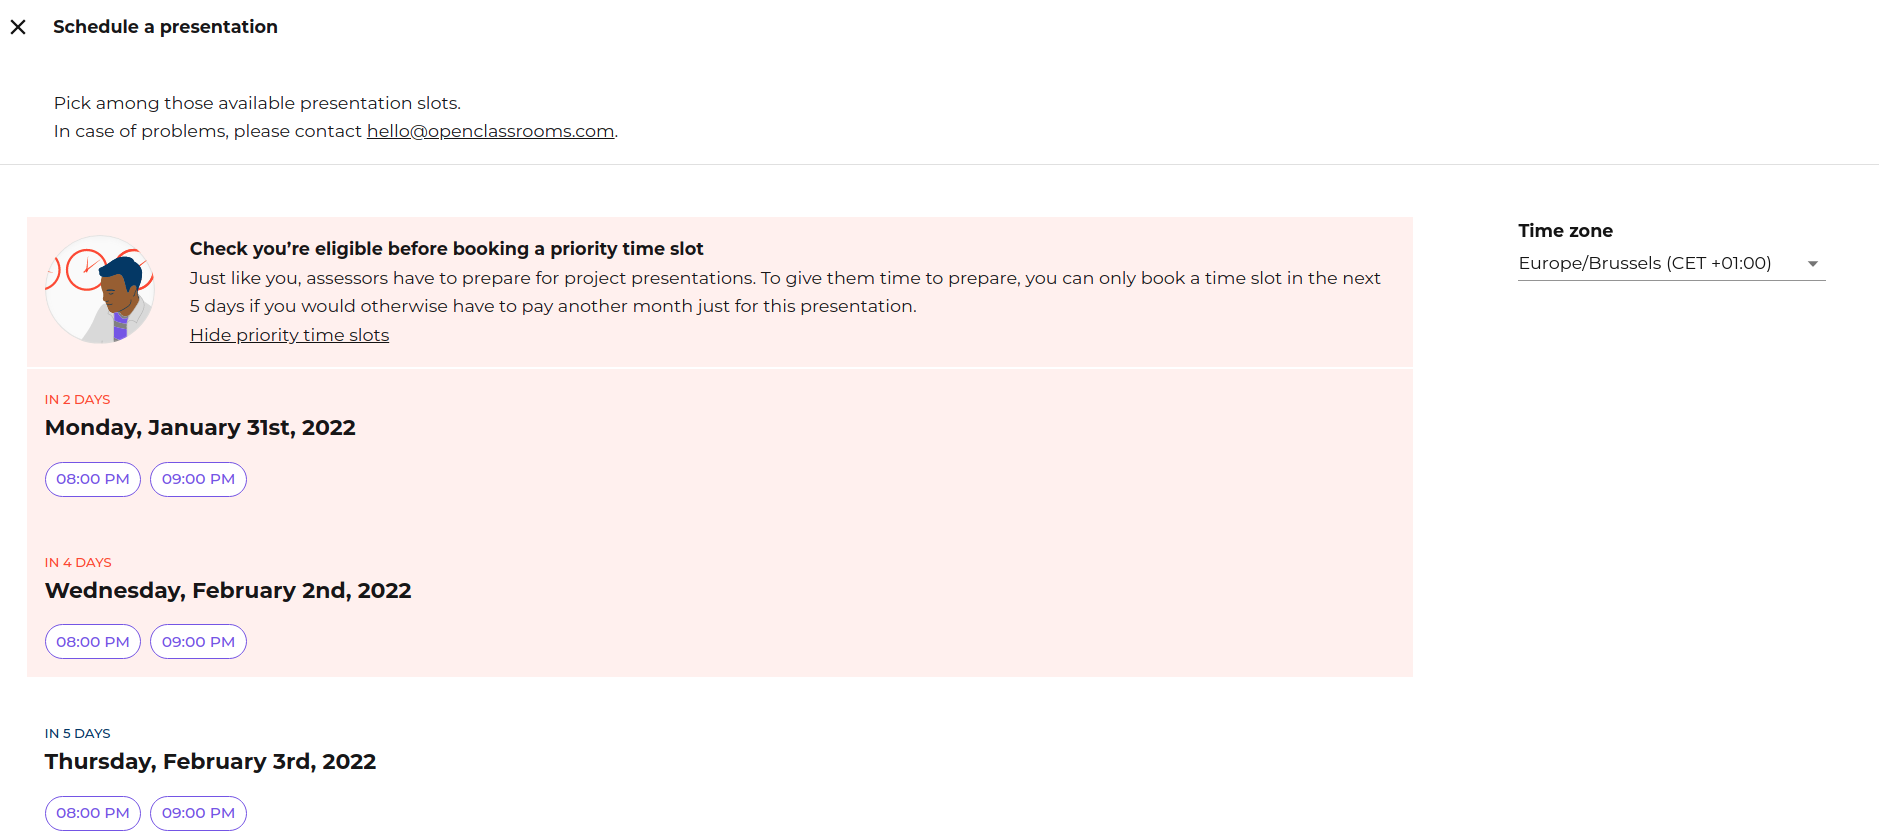 Schedule a presentation
Pick among those available presentation slots.
In case of problems, please contact hello@openclassrooms.com.
Check you’re eligible before booking a priority time slot
Just like you, assessors have to prepare for project presentations. To give them time to prepare, you can only book a time slot in the next
5 days if you would otherwise have to pay another month just for this presentation.
Hide priority time slots
Time zone
Europe/Brussels (CET +01:00)
IN 2 DAYS
Monday, January 31st, 2022
08:00 PM 09:00 PM
IN 4 DAYS
Wednesday, February 2nd, 2022
08:00 PM 09:00 PM
IN 5 DAYS
Thursday, February 3rd, 2022
08:00 PM 09:00 PM